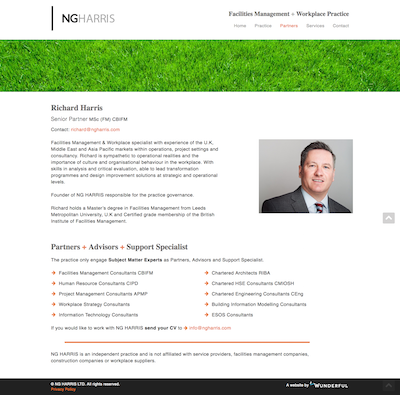 NGHARRIS
Facilities Management + Workplace Practice
Home Practice Partners Services Contact
Richard Harris
Senior Partner MSc (FM) CBIFM
Contact: richard@ngharris.com
Facilities Management & Workplace specialist with experience of the U.K,
Middle East and Asia Pacific markets within operations, project settings and
consultancy. Richard is sympathetic to operational realities and the
importance of culture and organisational behaviour in the workplace. With
skills in analysis and critical evaluation, able to lead transformation
programmes and design improvement solutions at strategic and operational
levels.
Founder of NG HARRIS responsible for the practice governance.
Richard holds a Master's degree in Facilities Management from Leeds
Metropolitan University, U.K and Certified grade membership of the British
Institute of Facilities Management.
Partners + Advisors + Support Specialist
The practice only engage Subject Matter Experts as Partners, Advisors and Support Specialist.
Facilities Management Consultants CBIFM
Human Resource Consultants CIPD
Project Management Consultants APMP
Workplace Strategy Consultants
Information Technology Consultants
Chartered Architects RIBA
Chartered HSE Consultants CMIOSH
Chartered Engineering Consultants CEng
Building Information Modelling Consultants
ESOS Consultants
If you would like to work with NG HARRIS send your CV to info@ngharris.com
NG HARRIS is an independent practice and is not affiliated with service providers, facilities management companies,
construction companies or workplace suppliers.
© NG HARRIS LTD. All rights reserved.
Privacy Policy
A website by WUNDERFUL